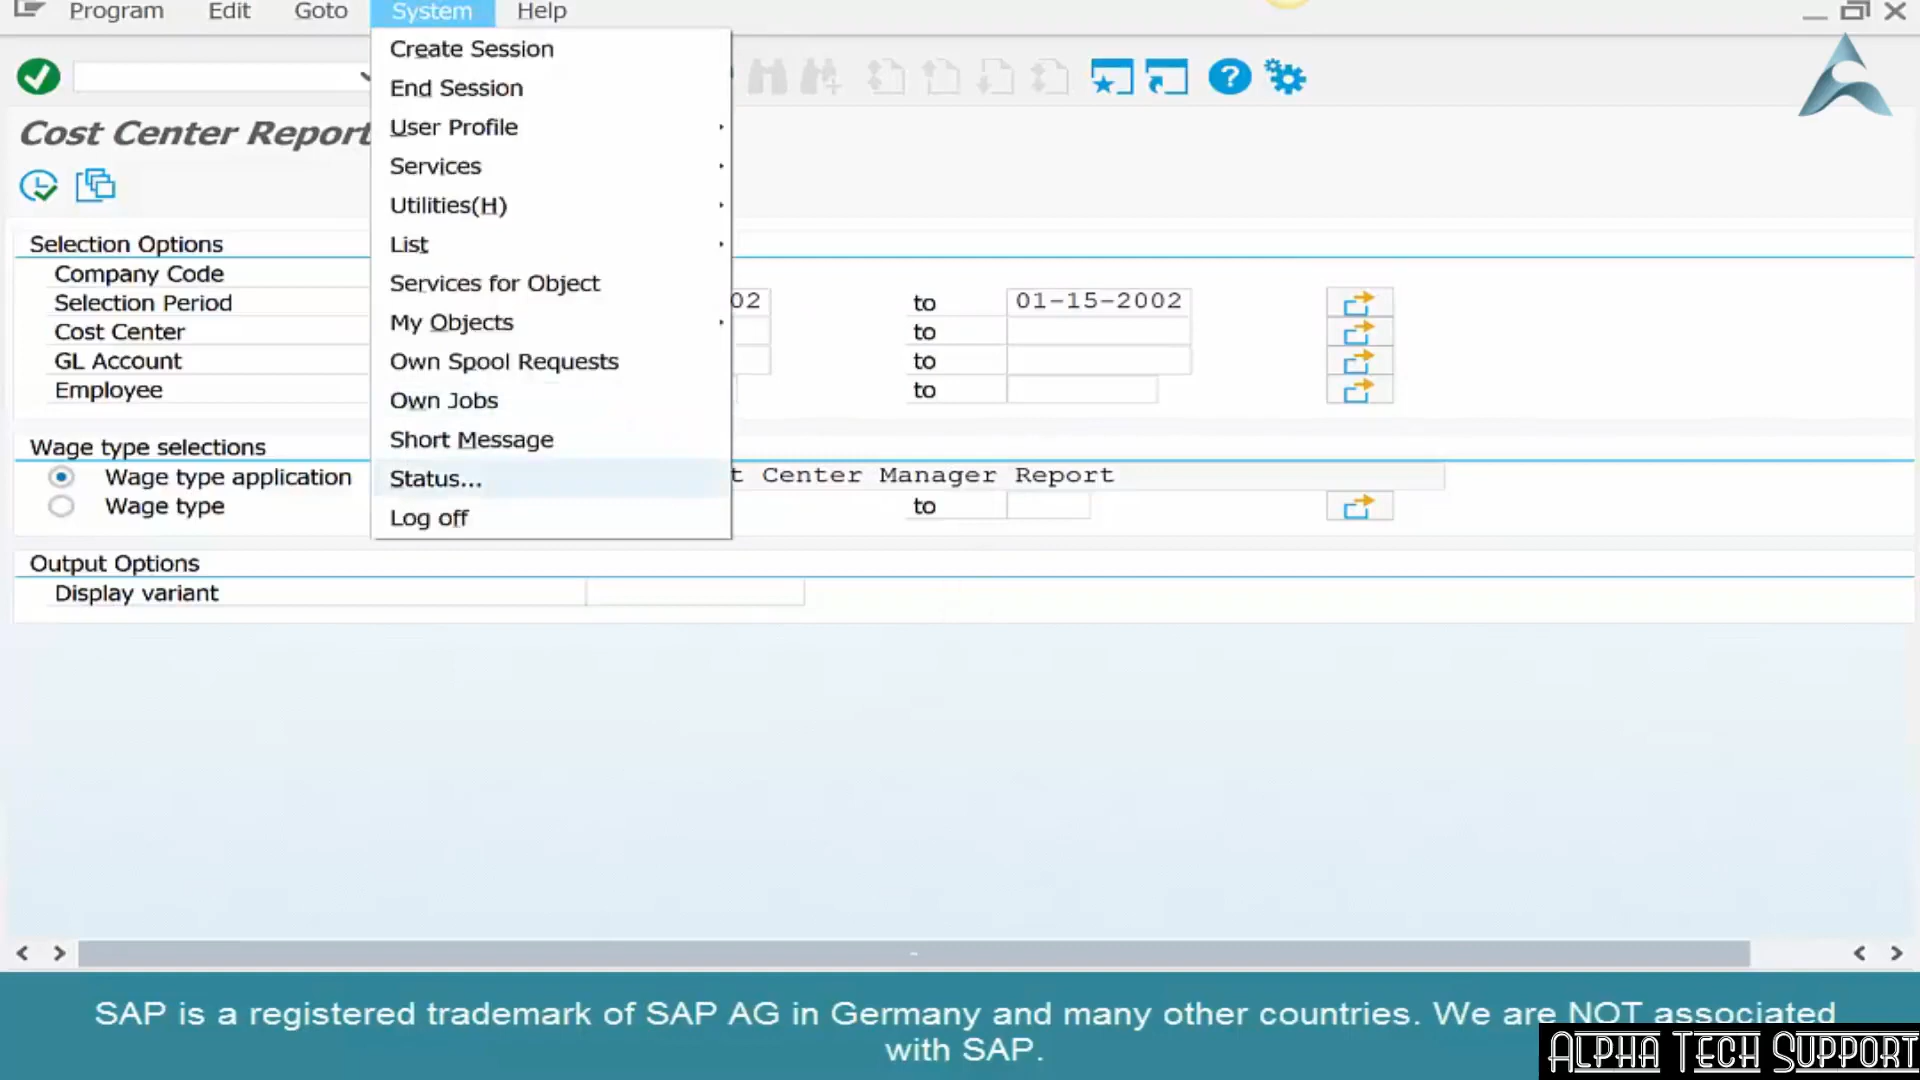 Program Edit Goto System Help
Create Session
End Session
Cost Center Report
User Profile
Services
Utilities(H)
Selection Options
List
Company Code
Services for Object
Selection Period 02 to 01-15-2002
My Objects
Cost Center to
GL Account to
Own Spool Requests
Employee to
Own Jobs
Short Message
Wage type selections
Wage type application t Center Manager Report
Status...
Wage type to
Log off
Output Options
Display variant
SAP is a registered trademark of SAP AG in Germany and many other countries. We are NOT associated
with SAP.
Alpha Tech Support